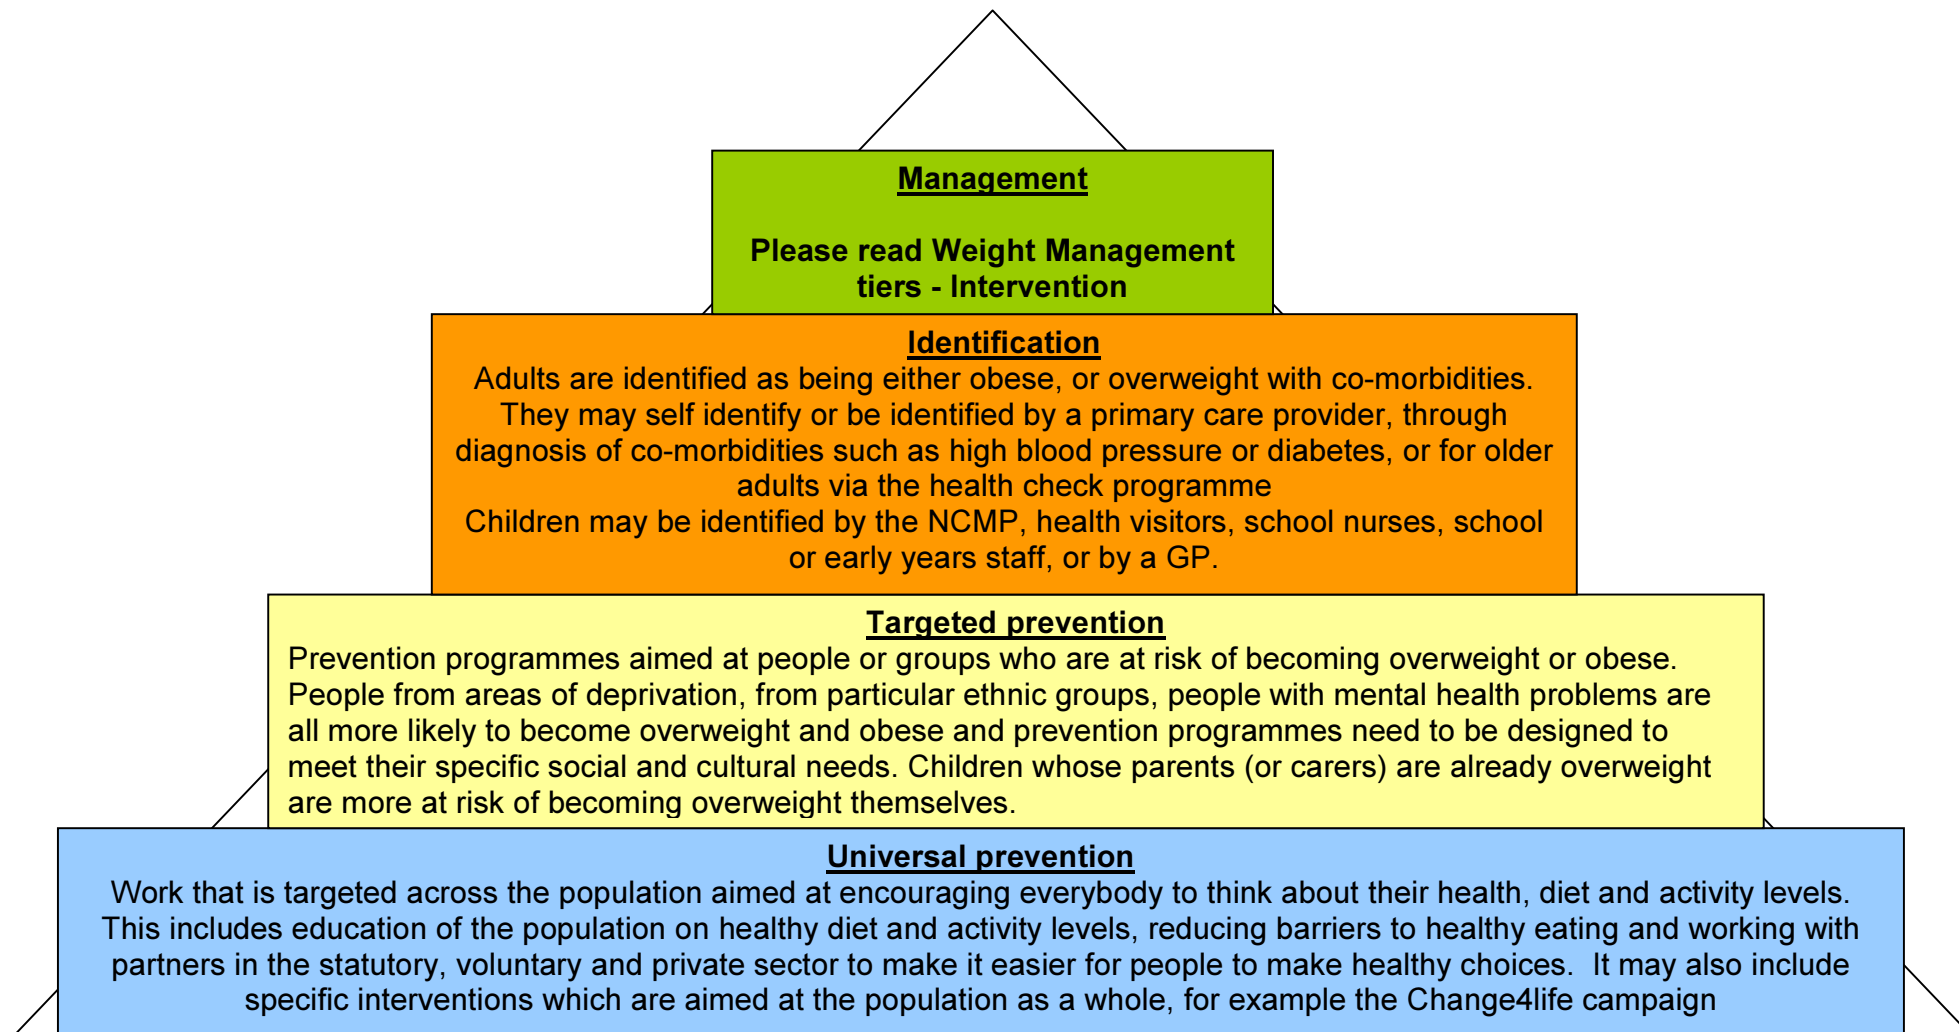 Management
Please read Weight Management
tiers - Intervention
Identification
Adults are identified as being either obese, or overweight with co-morbidities.
They may self identify or be identified by a primary care provider, through
diagnosis of co-morbidities such as high blood pressure or diabetes, or for older
adults via the health check programme
Children may be identified by the NCMP, health visitors, school nurses, school
or early years staff, or by a GP.
Targeted prevention
Prevention programmes aimed at people or groups who are at risk of becoming overweight or obese.
People from areas of deprivation, from particular ethnic groups, people with mental health problems are
all more likely to become overweight and obese and prevention programmes need to be designed to
meet their specific social and cultural needs. Children whose parents (or carers) are already overweight
are more at risk of becoming overweight themselves.
Universal prevention
Work that is targeted across the population aimed at encouraging everybody to think about their health, diet and activity levels.
This includes education of the population on healthy diet and activity levels, reducing barriers to healthy eating and working with
partners in the statutory, voluntary and private sector to make it easier for people to make healthy choices.  It may also include
specific interventions which are aimed at the population as a whole, for example the Change4life campaign